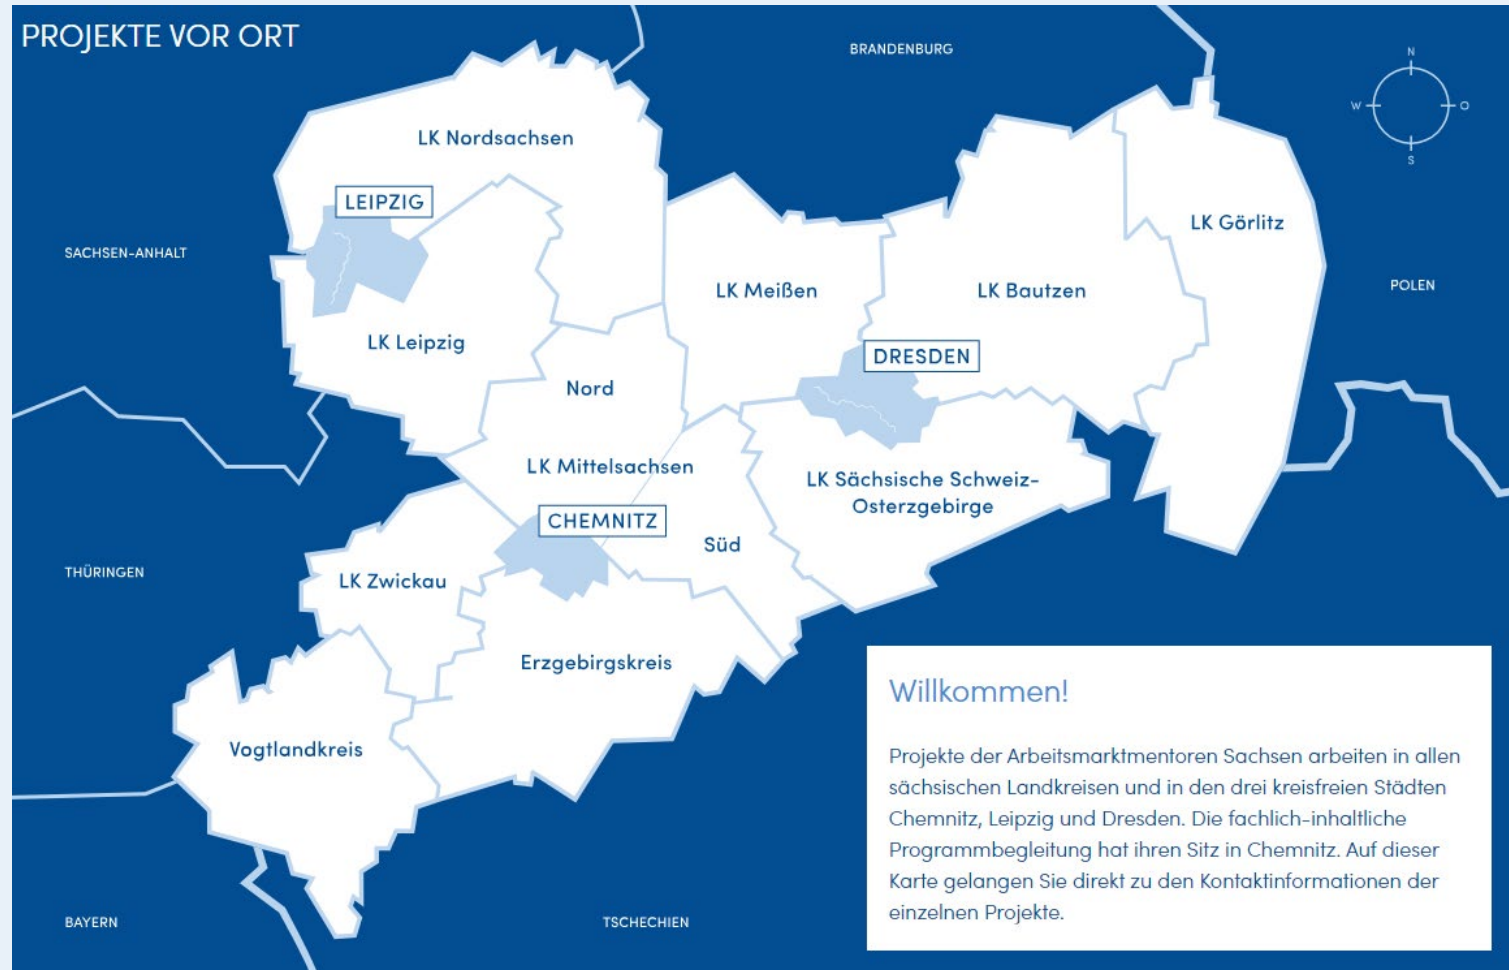 PROJEKTE VOR ORT
BRANDENBURG
N
W
O
S
LK Nordsachsen
LEIPZIG
LK Görlitz
SACHSEN-ANHALT
LK Meißen
LK Bautzen
POLEN
LK Leipzig
DRESDEN
Nord
LK Mittelsachsen
LK Sächsische Schweiz-
Osterzgebirge
CHEMNITZ
Süd
THÜRINGEN
LK Zwickau
Erzgebirgskreis
Vogtlandkreis
BAYERN
TSCHECHIEN
Willkommen!
Projekte der Arbeitsmarktmentoren Sachsen arbeiten in allen
sächsischen Landkreisen und in den drei kreisfreien Städten
Chemnitz, Leipzig und Dresden. Die fachlich-inhaltliche
Programmbegleitung hat ihren Sitz in Chemnitz. Auf dieser
Karte gelangen Sie direkt zu den Kontaktinformationen der
einzelnen Projekte.